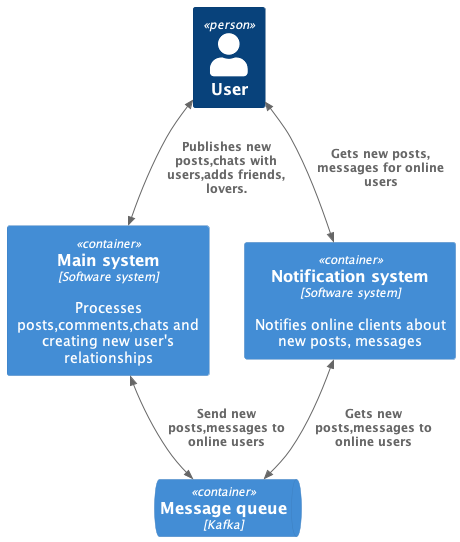 «person»
User
Publishes new
posts,chats with
users,adds friends,
lovers.
Gets new posts,
messages for online
users
«container»
Main system
[Software system]
Processes
posts,comments,chats and
creating new user's
relationships
«container»
Notification system
[Software system]
Notifies online clients about
new posts, messages
Send new
posts,messages to
online users
Gets new
posts,messages to
online users
«container»
Message queue
[Kafka]